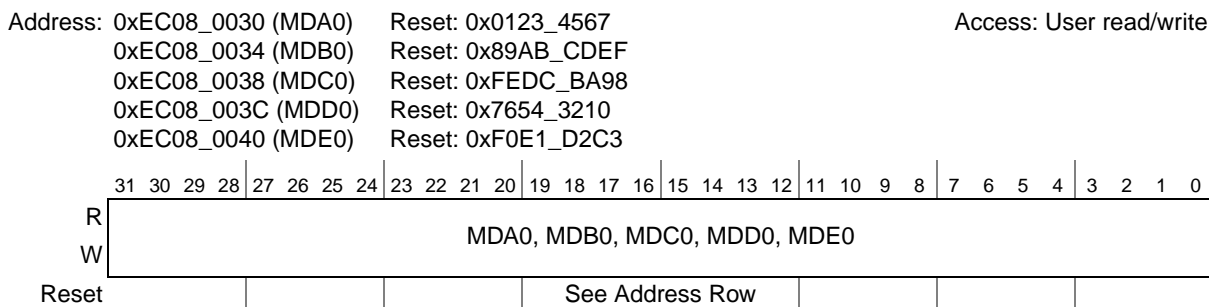 Address: 0xEC08_0030 (MDA0) Reset: 0x0123_4567 Access: User read/write
0xEC08_0034 (MDB0) Reset: 0x89AB_CDEF
0xEC08_0038 (MDC0) Reset: 0xFEDC_BA98
0xEC08_003C (MDD0) Reset: 0x7654_3210
0xEC08_0040 (MDE0) Reset: 0xF0E1_D2C3
31 30 29 28 27 26 25 24 23 22 21 20 19 18 17 16 15 14 13 12 11 10 9 8 7 6 5 4 3 2 1 0
R
MDA0, MDB0, MDC0, MDD0, MDE0
W
Reset See Address Row